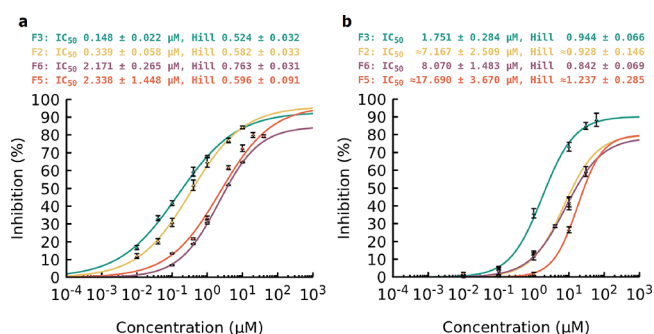 a
F3: IC50 0.148 ± 0.022 µM, Hill 0.524 ± 0.032
F2: IC50 0.339 ± 0.058 µM, Hill 0.582 ± 0.033
F6: IC50 2.171 ± 0.265 µM, Hill 0.763 ± 0.031
F5: IC50 2.338 ± 1.448 µM, Hill 0.596 ± 0.091
100
90
80
70
60
50
40
30
20
10
0
Inhibition (%)
10⁻⁴ 10⁻³ 10⁻² 10⁻¹ 10⁰ 10¹ 10² 10³
Concentration (µM)
b
F3: IC50 1.751 ± 0.284 µM, Hill 0.944 ± 0.066
F2: IC50 ≈7.167 ± 2.509 µM, Hill ≈0.928 ± 0.146
F6: IC50 8.070 ± 1.483 µM, Hill 0.842 ± 0.069
F5: IC50 ≈17.690 ± 3.670 µM, Hill ≈1.237 ± 0.285
100
90
80
70
60
50
40
30
20
10
0
Inhibition (%)
10⁻⁴ 10⁻³ 10⁻² 10⁻¹ 10⁰ 10¹ 10² 10³
Concentration (µM)